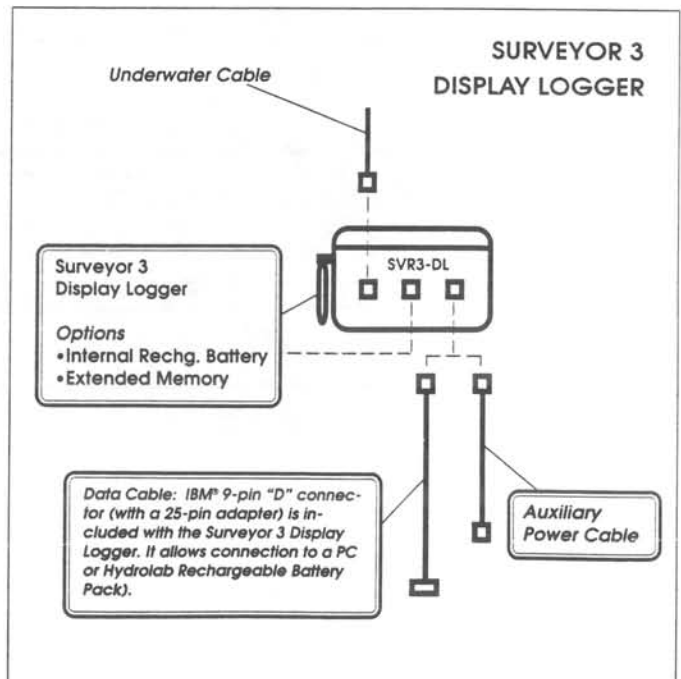 SURVEYOR 3
DISPLAY LOGGER
Underwater Cable
SVR3-DL
Surveyor 3
Display Logger
Options
•Internal Rechg. Battery
•Extended Memory
Data Cable: IBM® 9-pin "D" connec-
tor (with a 25-pin adapter) is in-
cluded with the Surveyor 3 Display
Logger. It allows connection to a PC
or Hydrolab Rechargeable Battery
Pack).
Auxiliary
Power Cable